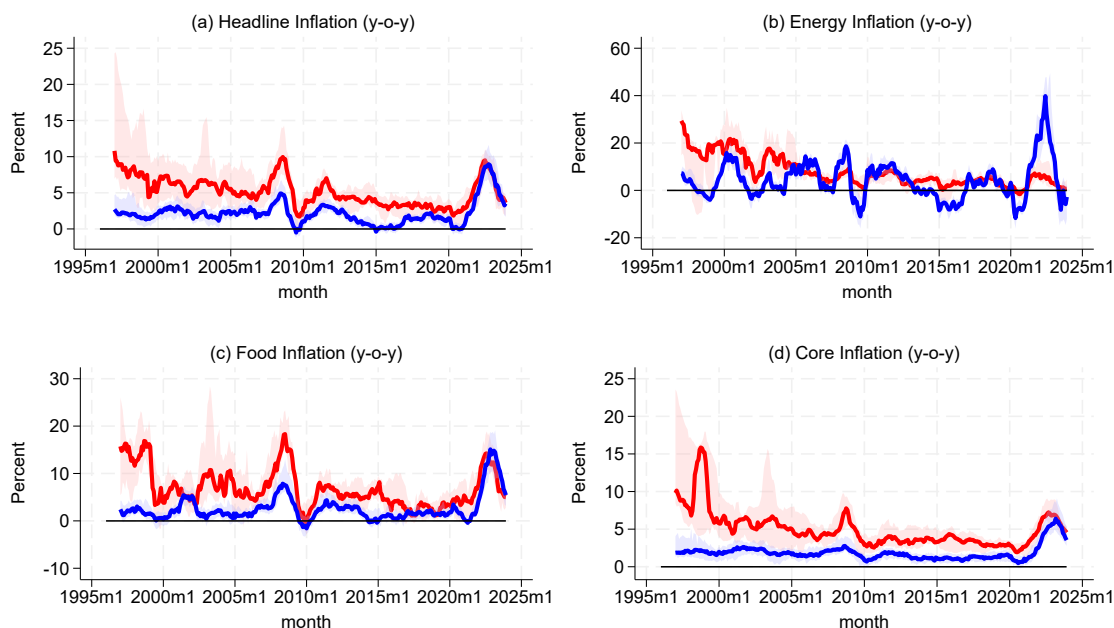 (a) Headline Inflation (y-o-y)
25
20
15
10
5
0
Percent
1995m1 2000m1 2005m1 2010m1 2015m1 2020m1 2025m1
month
(b) Energy Inflation (y-o-y)
60
40
20
0
-20
Percent
1995m1 2000m1 2005m1 2010m1 2015m1 2020m1 2025m1
month
(c) Food Inflation (y-o-y)
30
20
10
0
-10
Percent
1995m1 2000m1 2005m1 2010m1 2015m1 2020m1 2025m1
month
(d) Core Inflation (y-o-y)
25
20
15
10
5
0
Percent
1995m1 2000m1 2005m1 2010m1 2015m1 2020m1 2025m1
month